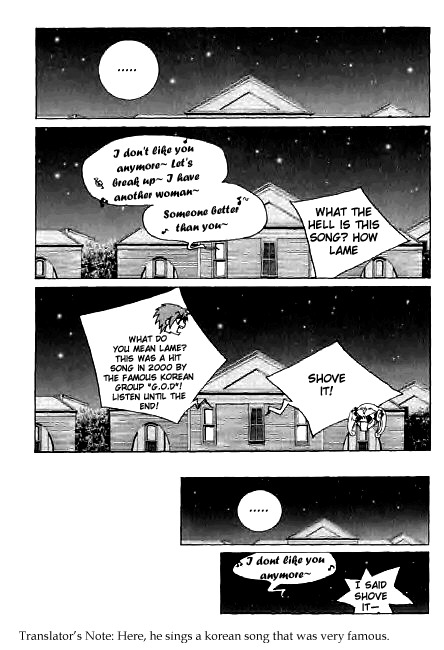 .....
I don't like you
anymore~ Let's
break up~ I have
another woman~
Someone better
than you~
WHAT THE
HELL IS THIS
SONG? HOW
LAME
WHAT DO
YOU MEAN LAME?
THIS WAS A HIT
SONG IN 2000 BY
THE FAMOUS KOREAN
GROUP "G.O.D"!
LISTEN UNTIL THE
END!
SHOVE
IT!
.....
I dont like you
anymore~
I SAID
SHOVE
IT—
Translator's Note: Here, he sings a korean song that was very famous.